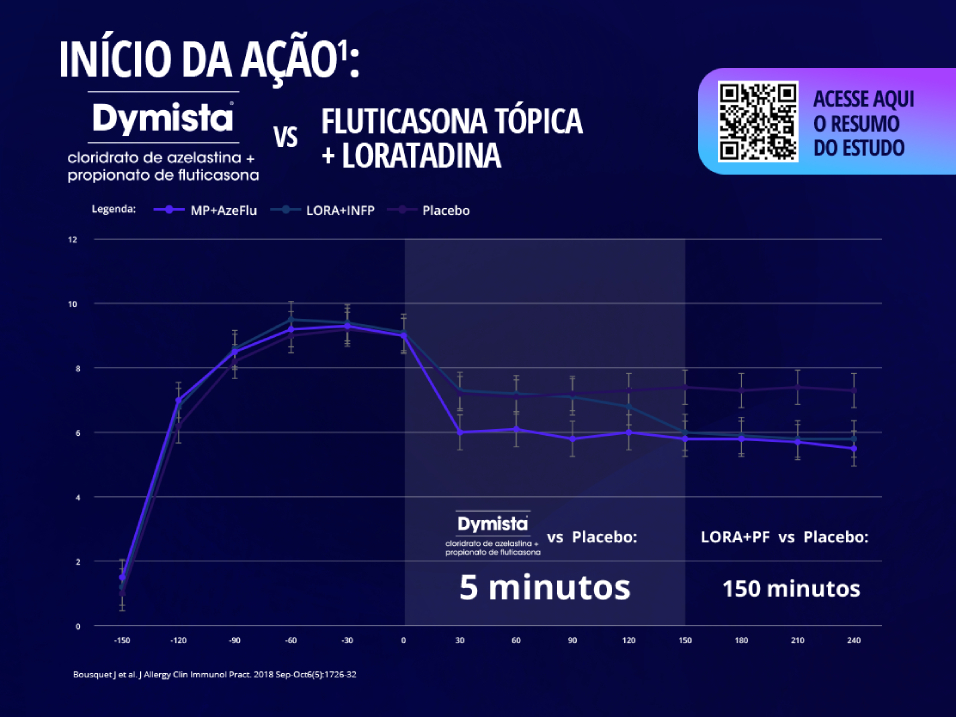 INÍCIO DA AÇÃO¹:
Dymista®
cloridrato de azelastina +
propionato de fluticasona
VS
FLUTICASONA TÓPICA
+ LORATADINA
ACESSE AQUI
O RESUMO
DO ESTUDO
Legenda: MP+AzeFlu LORA+INFP Placebo
12
10
8
6
4
2
0
-150 -120 -90 -60 -30 0 30 60 90 120 150 180 210 240
Dymista®
cloridrato de azelastina +
propionato de fluticasona
vs Placebo:
5 minutos
LORA+PF vs Placebo:
150 minutos
Bousquet J et al. J Allergy Clin Immunol Pract. 2018 Sep-Oct6(5):1726-32